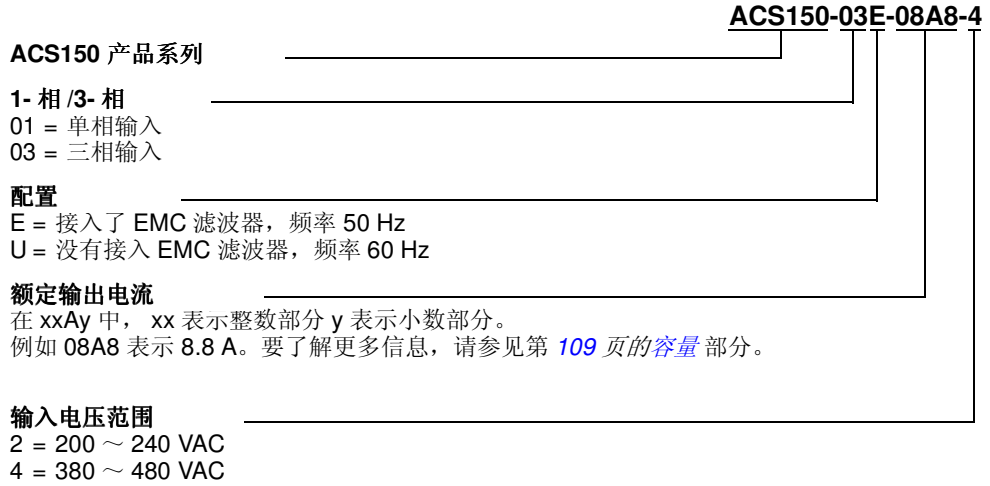 ACS150-03E-08A8-4
ACS150 产品系列
1- 相 /3- 相
01 = 单相输入
03 = 三相输入
配置
E = 接入了 EMC 滤波器，频率 50 Hz
U = 没有接入 EMC 滤波器，频率 60 Hz
额定输出电流
在 xxAy 中， xx 表示整数部分 y 表示小数部分。
例如 08A8 表示 8.8 A。要了解更多信息，请参见第 109 页的容量 部分。
输入电压范围
2 = 200 ～ 240 VAC
4 = 380 ～ 480 VAC